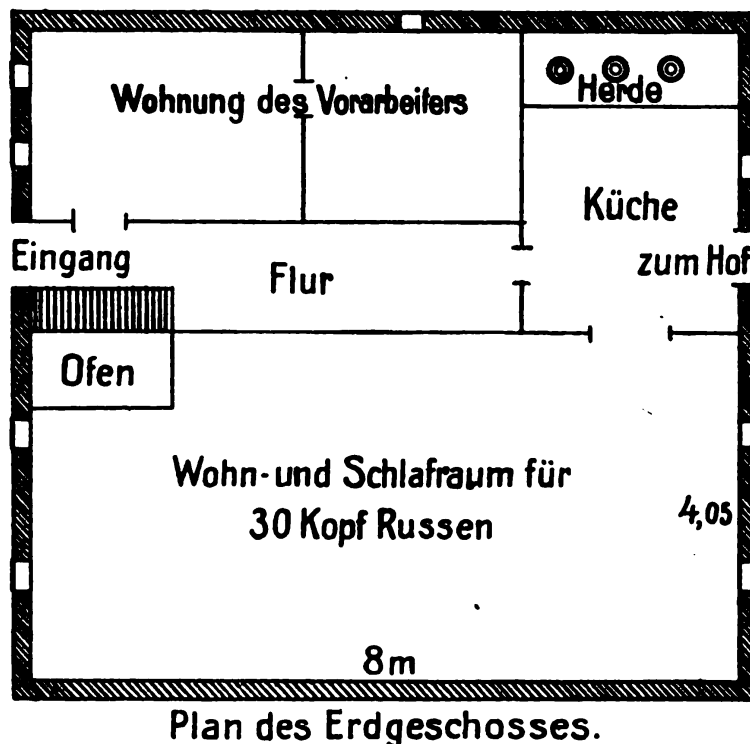 Wohnung des Vorarbeiters
Herde
Küche
Eingang
Flur
zum Hof
Ofen
Wohn- und Schlafraum für
30 Kopf Russen
4,05
8m
Plan des Erdgeschosses.